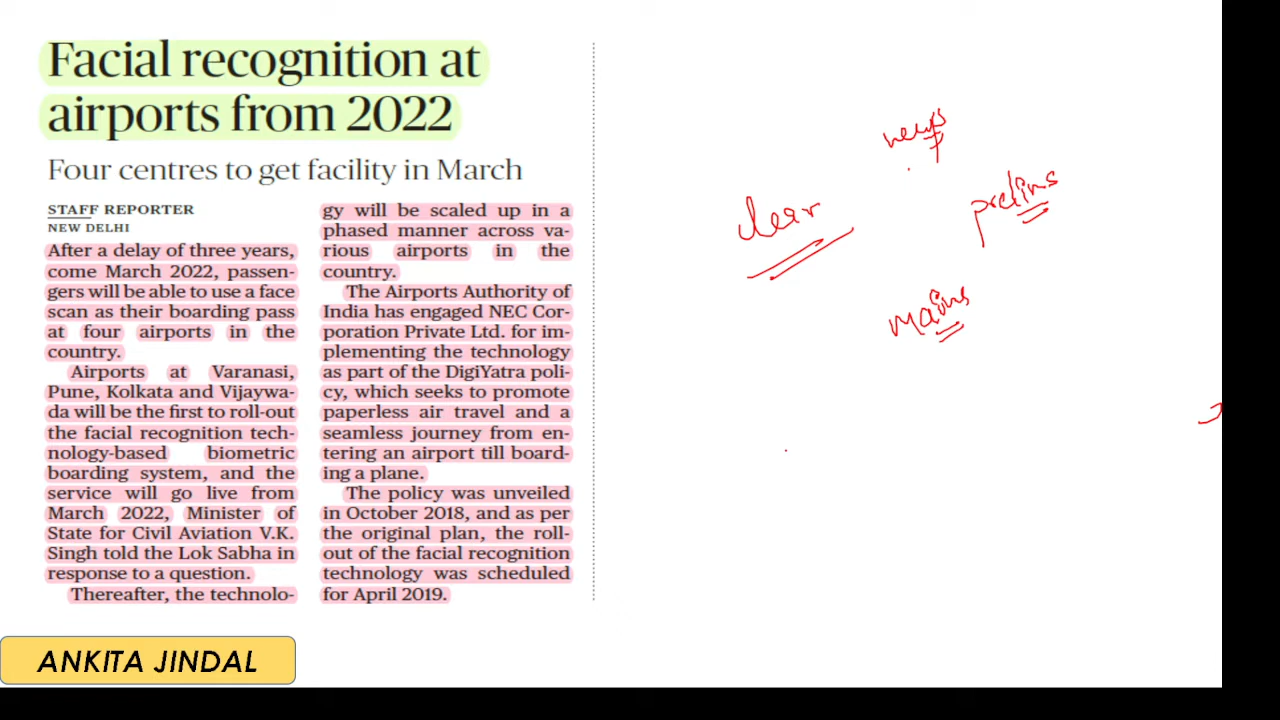 Facial recognition at
airports from 2022
Four centres to get facility in March
STAFF REPORTER
NEW DELHI
After a delay of three years,
come March 2022, passen-
gers will be able to use a face
scan as their boarding pass
at four airports in the
country.
Airports at Varanasi,
Pune, Kolkata and Vijaywa-
da will be the first to roll-out
the facial recognition tech-
nology-based biometric
boarding system, and the
service will go live from
March 2022, Minister of
State for Civil Aviation V.K.
Singh told the Lok Sabha in
response to a question.
Thereafter, the technolo-
gy will be scaled up in a
phased manner across va-
rious airports in the
country.
The Airports Authority of
India has engaged NEC Cor-
poration Private Ltd. for im-
plementing the technology
as part of the DigiYatra poli-
cy, which seeks to promote
paperless air travel and a
seamless journey from en-
tering an airport till board-
ing a plane.
The policy was unveiled
in October 2018, and as per
the original plan, the roll-
out of the facial recognition
technology was scheduled
for April 2019.
news
prelims
clear
mains
ANKITA JINDAL